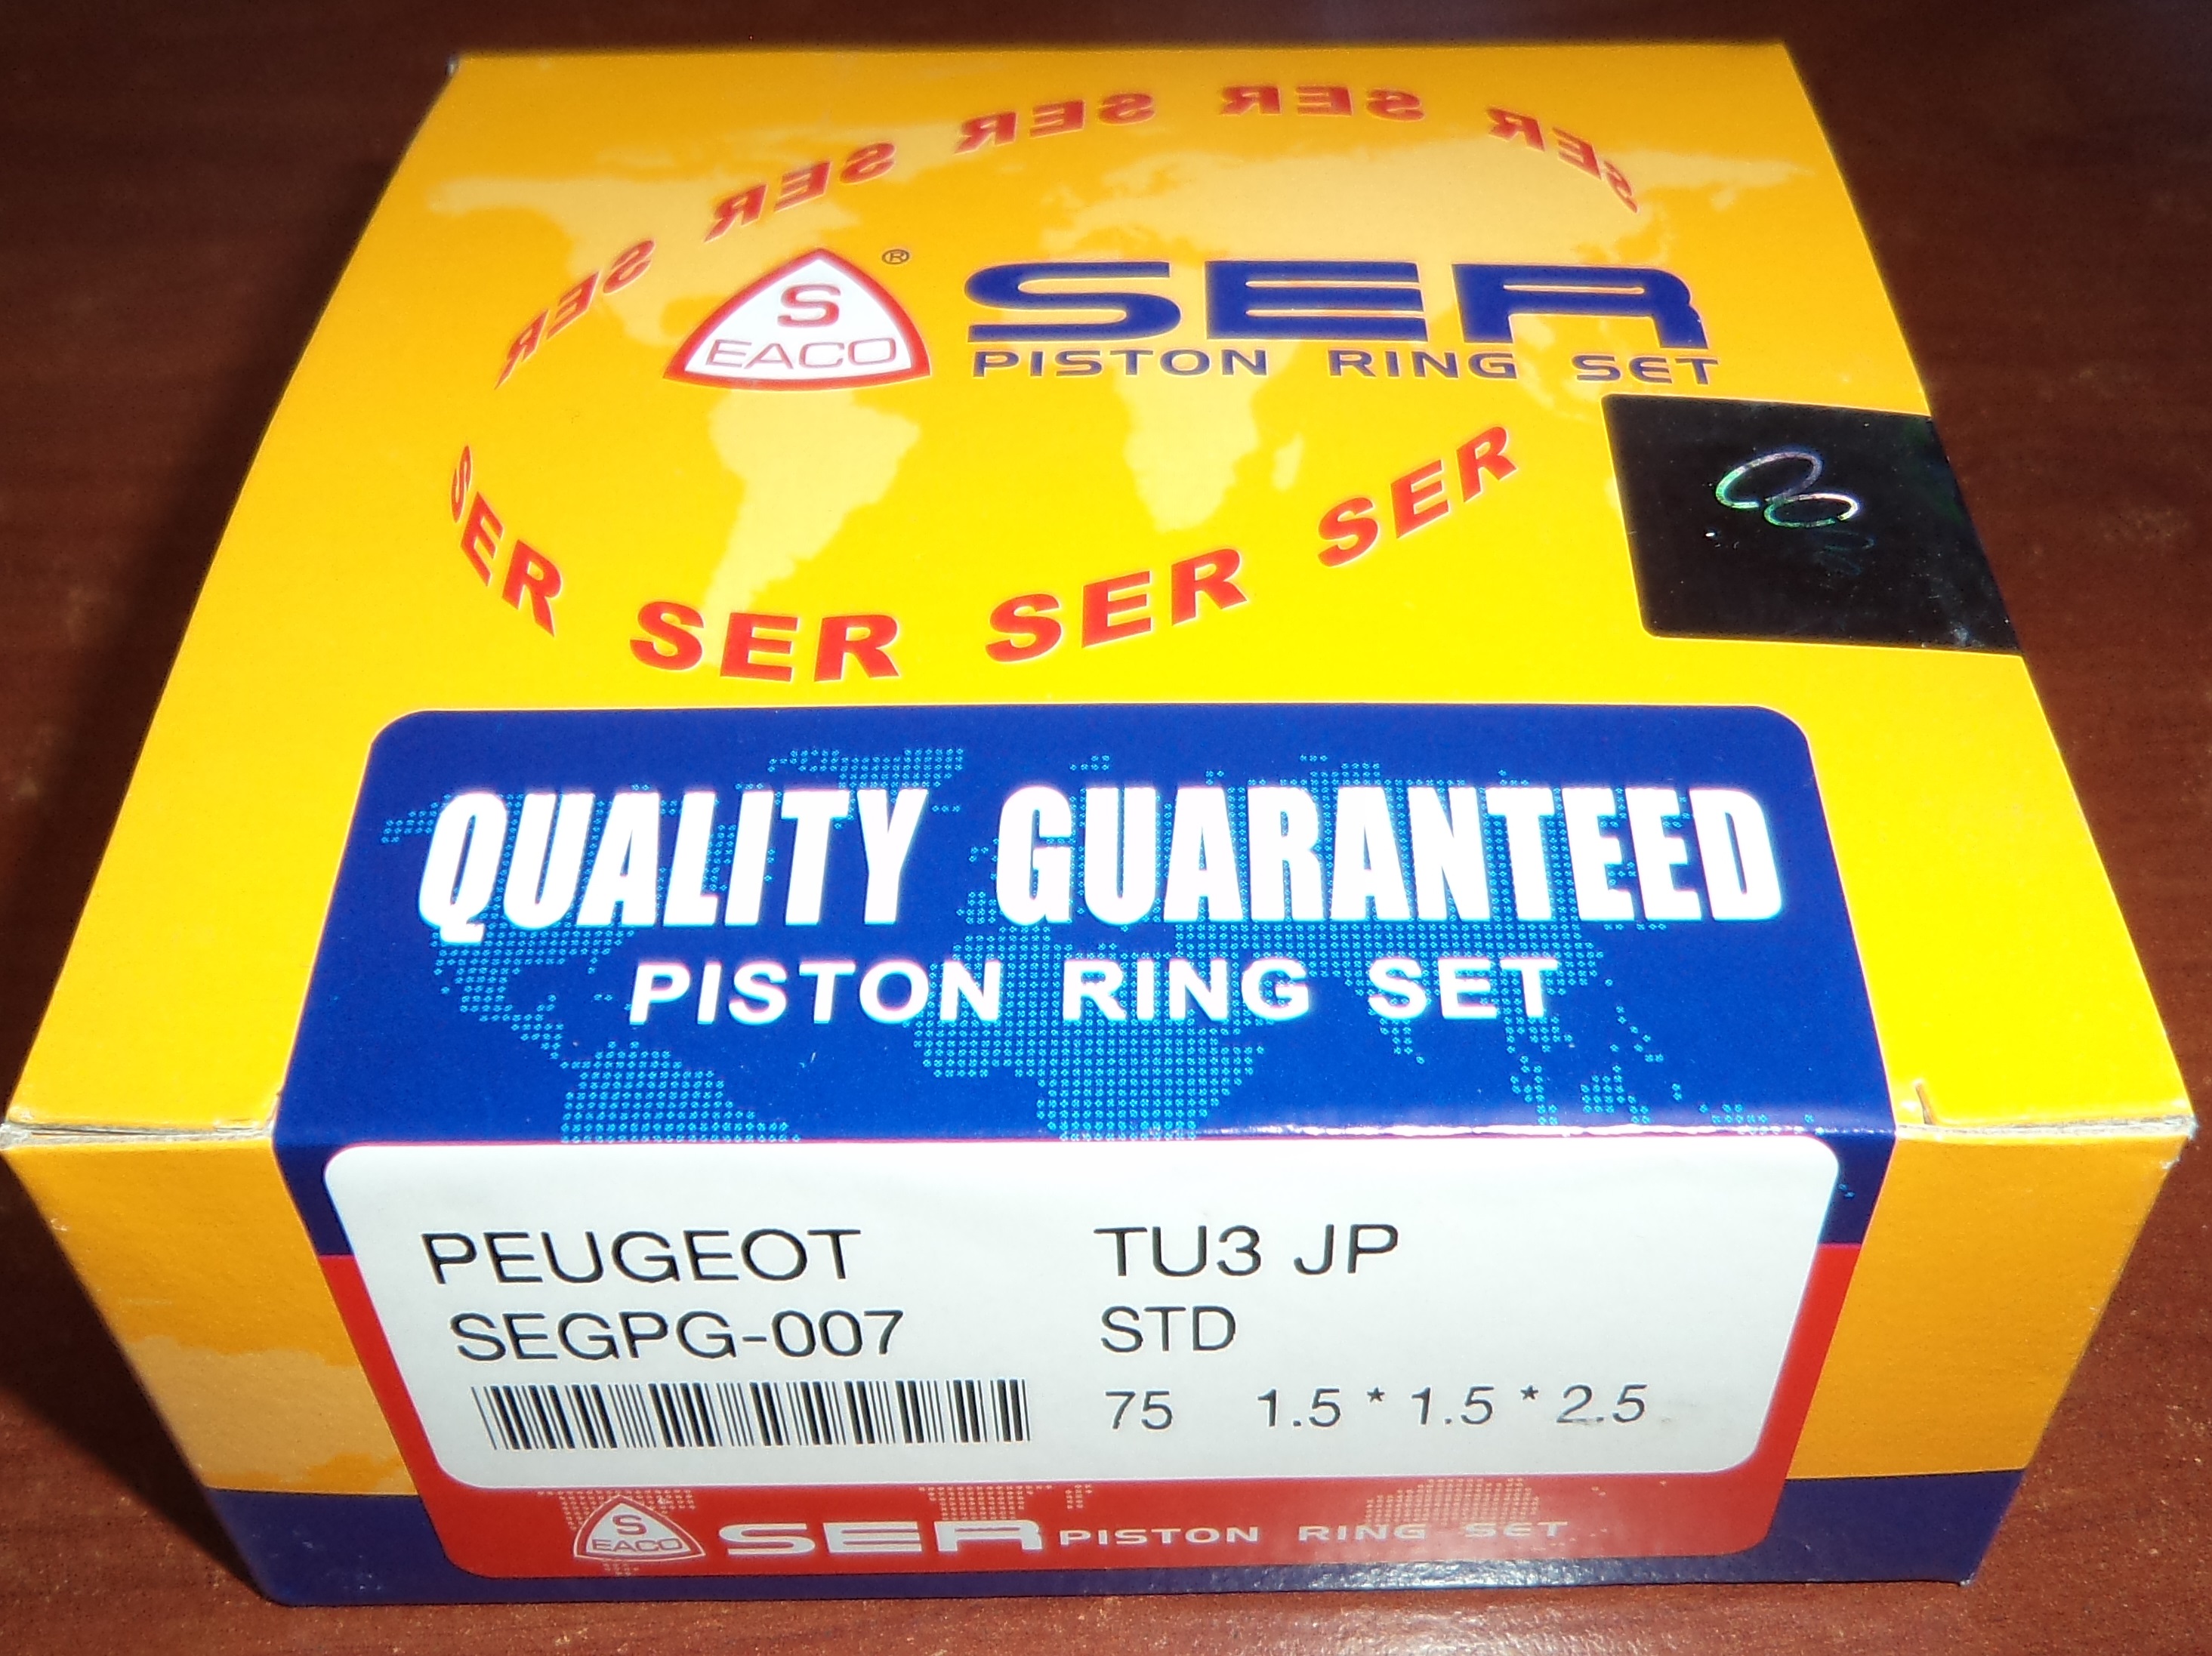 SER SER SER SER SER
S
EACO
®
SER
PISTON RING SET
SER SER SER SER
QUALITY GUARANTEED
PISTON RING SET
PEUGEOT TU3 JP
SEGPG-007 STD
75 1.5 * 1.5 * 2.5
S
EACO
SER PISTON RING SET